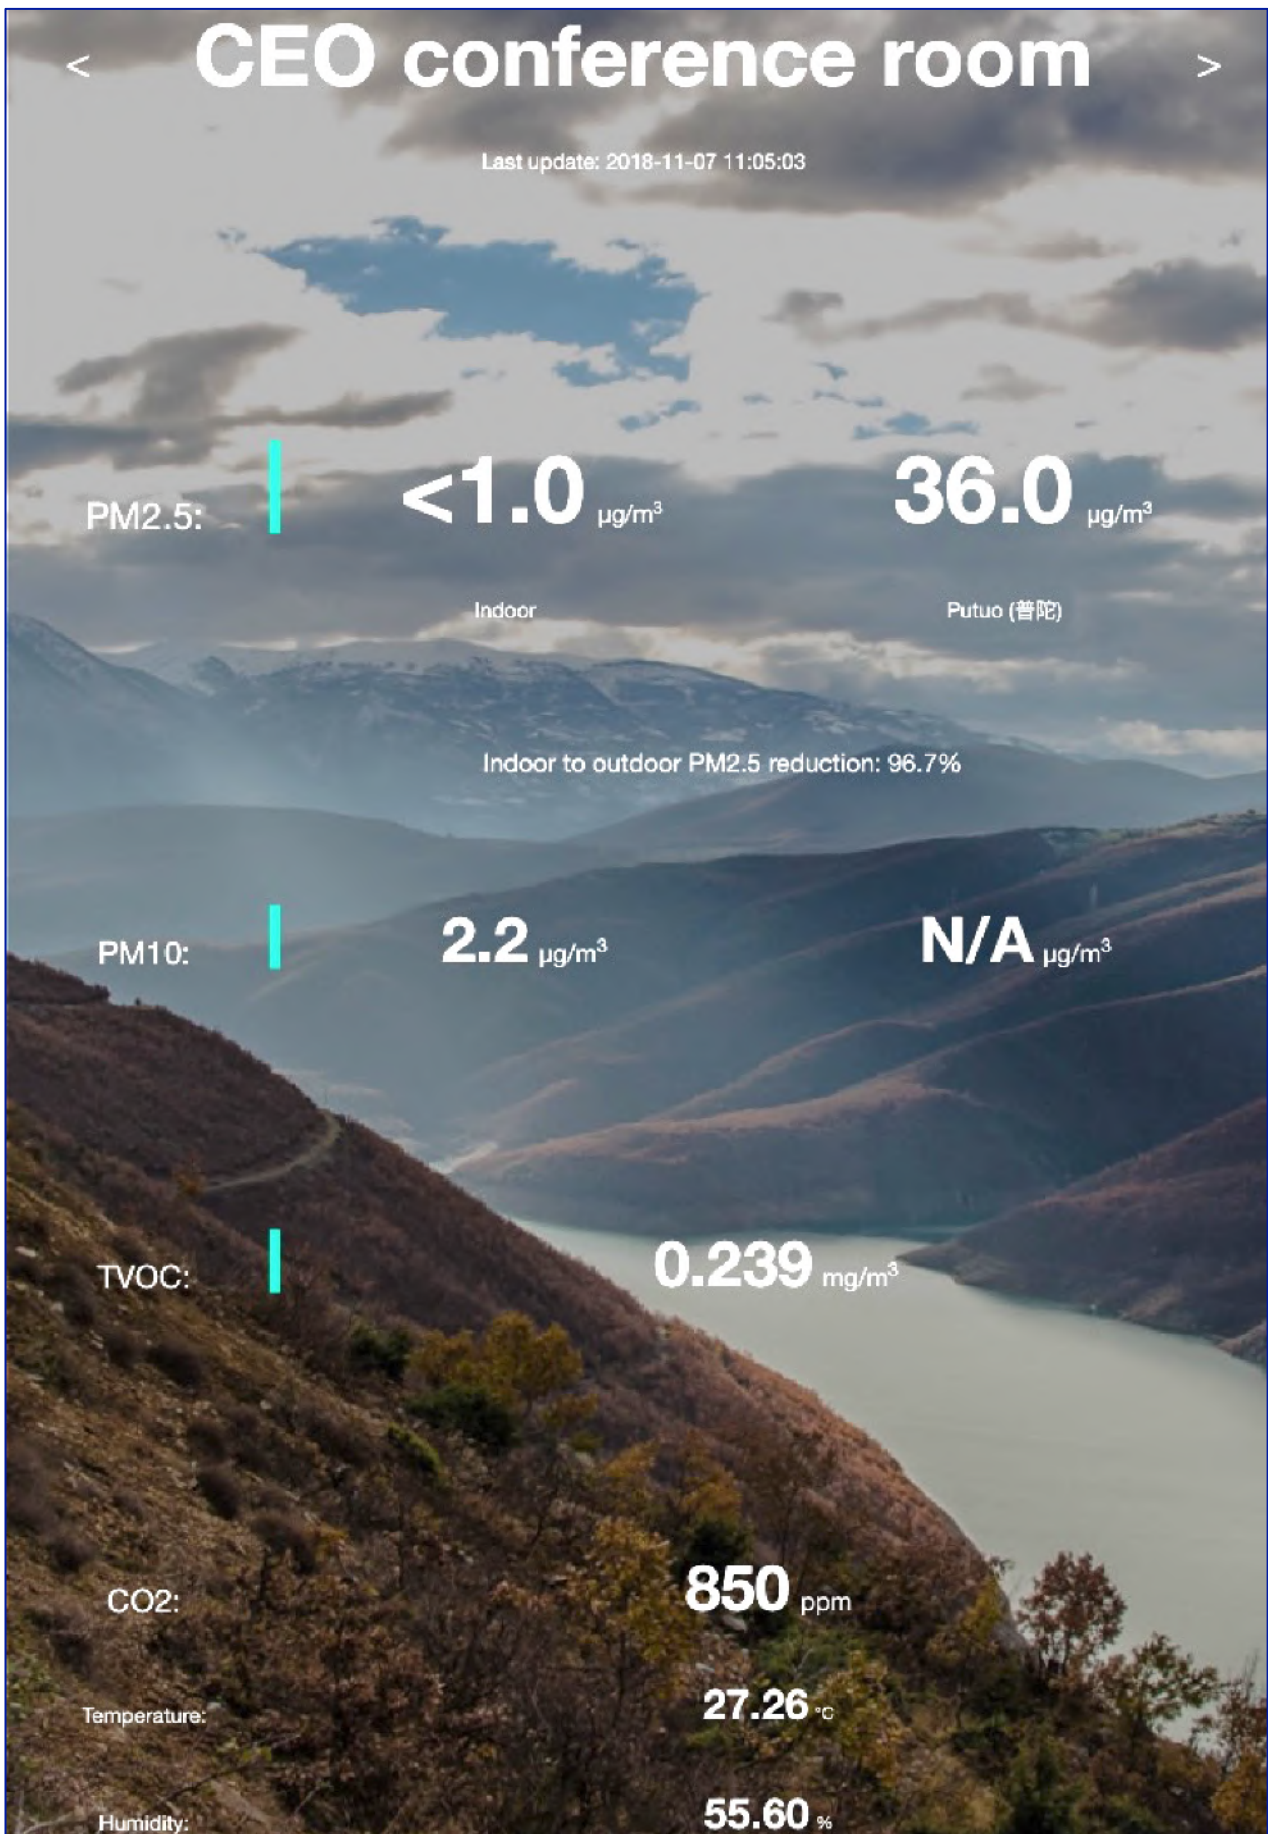 < CEO conference room >
Last update: 2018-11-07 11:05:03
PM2.5: <1.0 µg/m³ 36.0 µg/m³
Indoor Putuo (普陀)
Indoor to outdoor PM2.5 reduction: 96.7%
PM10: 2.2 µg/m³ N/A µg/m³
TVOC: 0.239 mg/m³
CO2: 850 ppm
Temperature: 27.26 °C
Humidity: 55.60 %